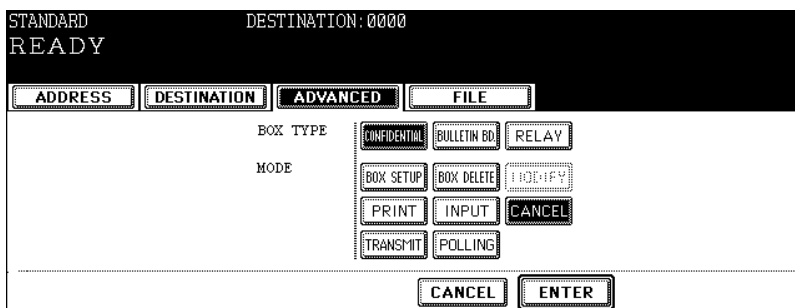 STANDARD DESTINATION:0000
READY
ADDRESS DESTINATION ADVANCED FILE
BOX TYPE CONFIDENTIAL BULLETIN BD. RELAY
MODE BOX SETUP BOX DELETE MODIFY
PRINT INPUT CANCEL
TRANSMIT POLLING
CANCEL ENTER